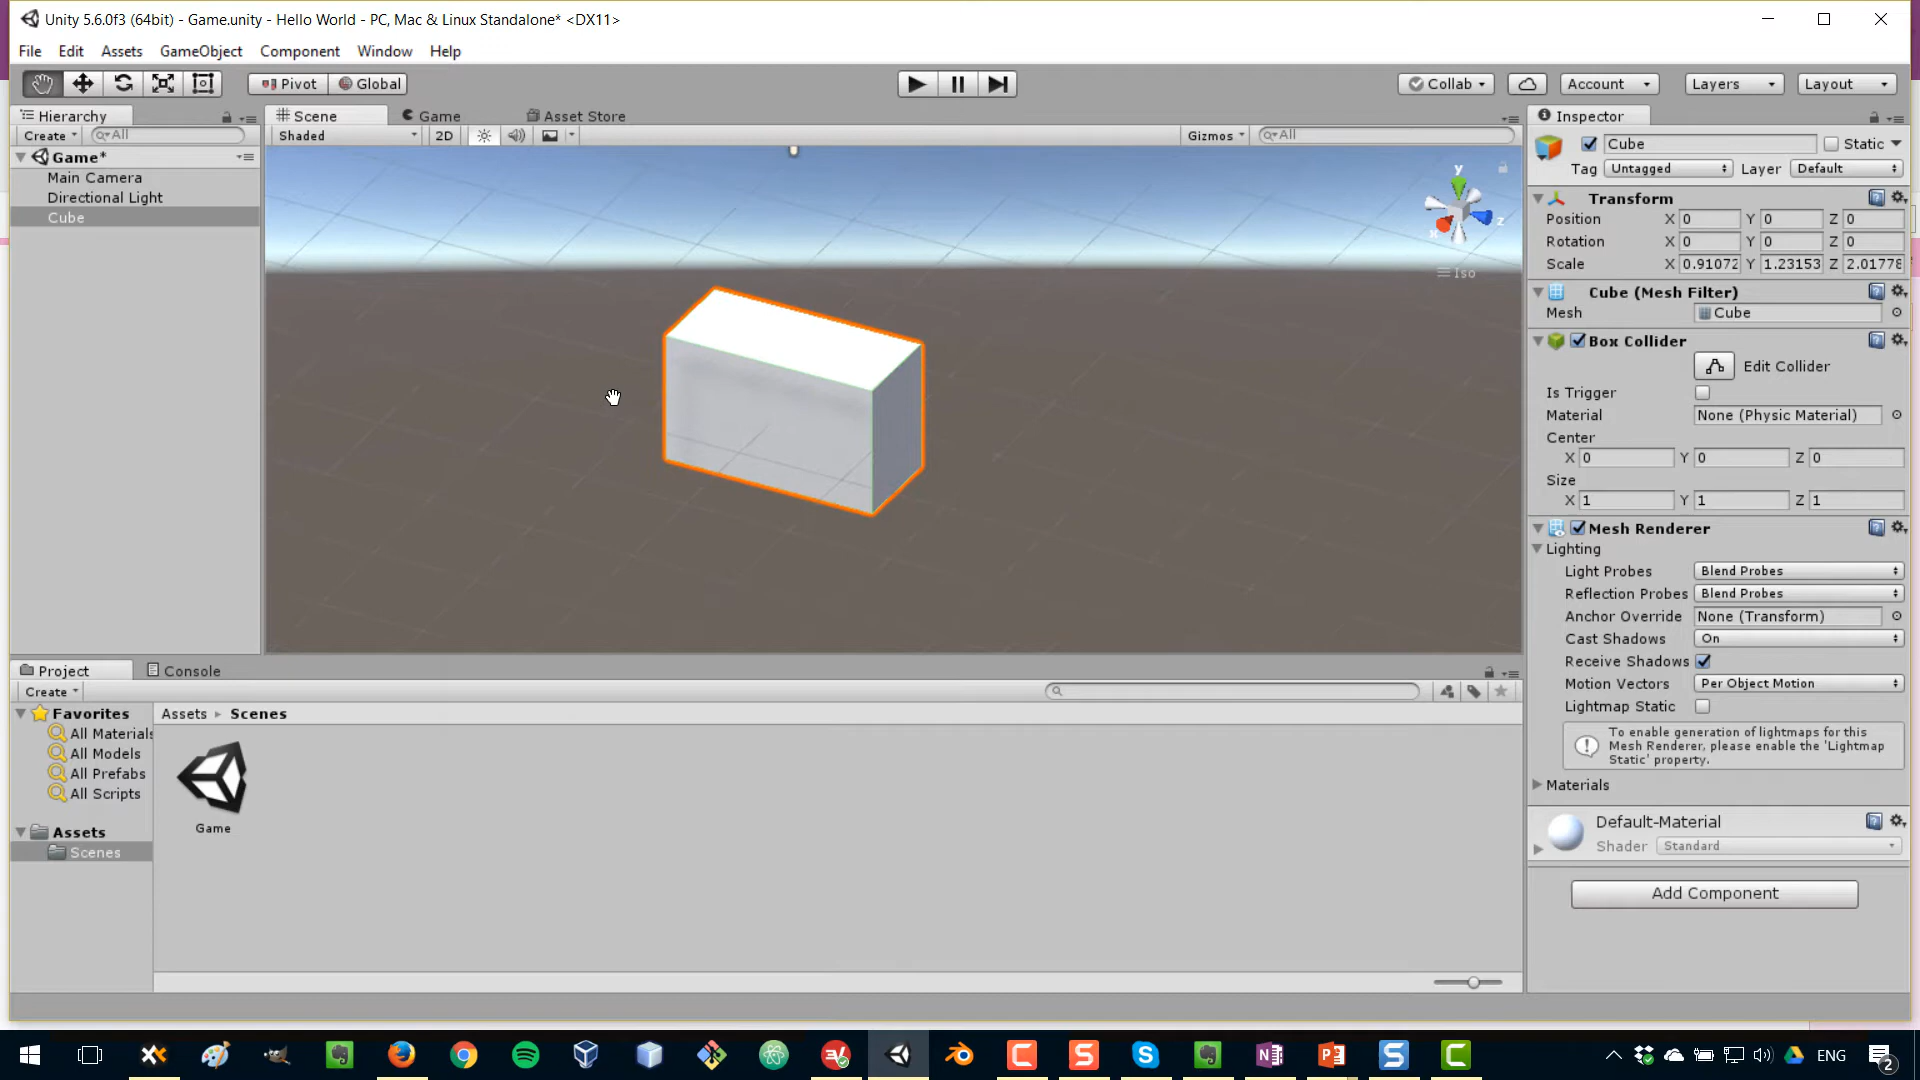 Unity 5.6.0f3 (64bit) - Game.unity - Hello World - PC, Mac & Linux Standalone* <DX11>
File Edit Assets GameObject Component Window Help
Pivot Global Collab Account Layers Layout
Hierarchy
Create All
Game*
Main Camera
Directional Light
Cube
Scene Game Asset Store
Shaded 2D Gizmos All
y
x
z
Iso
Project Console
Create
Favorites
All Materials
All Models
All Prefabs
All Scripts
Assets
Scenes
Assets ▸ Scenes
Game
Inspector
Cube Static
Tag Untagged Layer Default
Transform
Position X 0 Y 0 Z 0
Rotation X 0 Y 0 Z 0
Scale X 0.91072 Y 1.23153 Z 2.01778
Cube (Mesh Filter)
Mesh Cube
Box Collider
Edit Collider
Is Trigger
Material None (Physic Material)
Center
X 0 Y 0 Z 0
Size
X 1 Y 1 Z 1
Mesh Renderer
Lighting
Light Probes Blend Probes
Reflection Probes Blend Probes
Anchor Override None (Transform)
Cast Shadows On
Receive Shadows
Motion Vectors Per Object Motion
Lightmap Static
To enable generation of lightmaps for this
Mesh Renderer, please enable the 'Lightmap
Static' property.
Materials
Default-Material
Shader Standard
Add Component
ENG
2